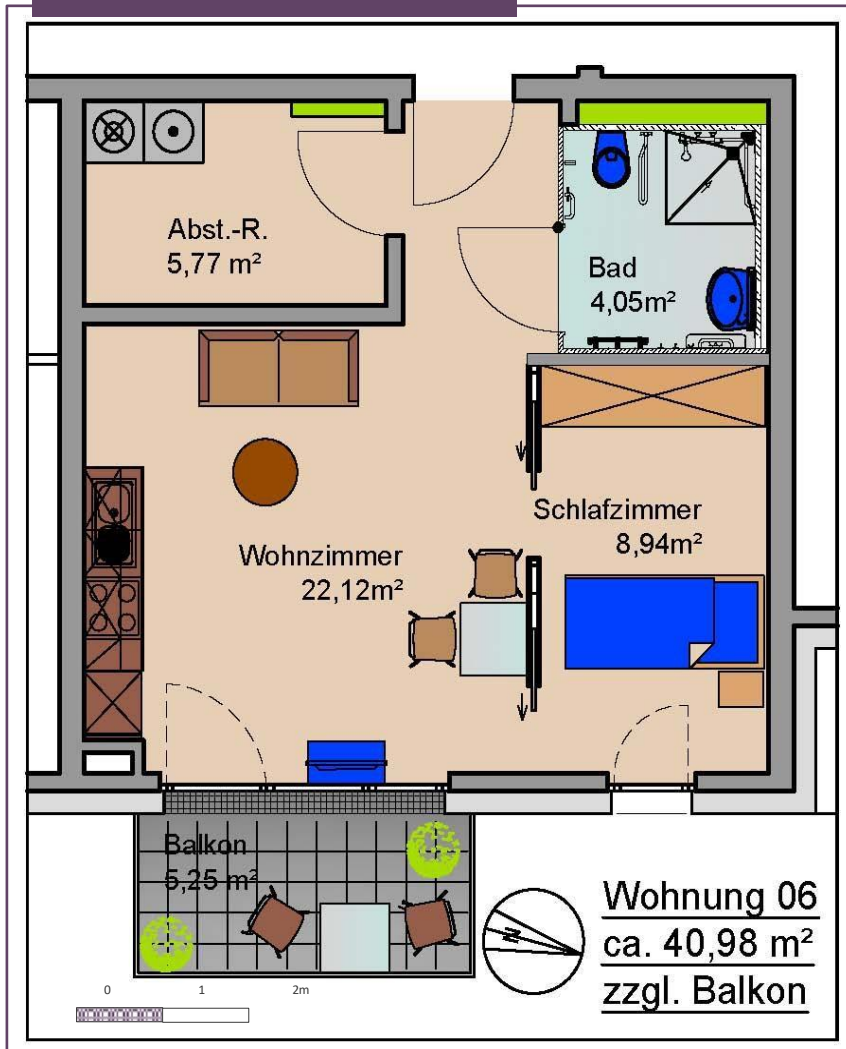 Abst.-R.
5,77 m²
Bad
4,05m²
Schlafzimmer
8,94m²
Wohnzimmer
22,12m²
Balkon
5,25 m²
N
Wohnung 06
ca. 40,98 m²
zzgl. Balkon
0 1 2m